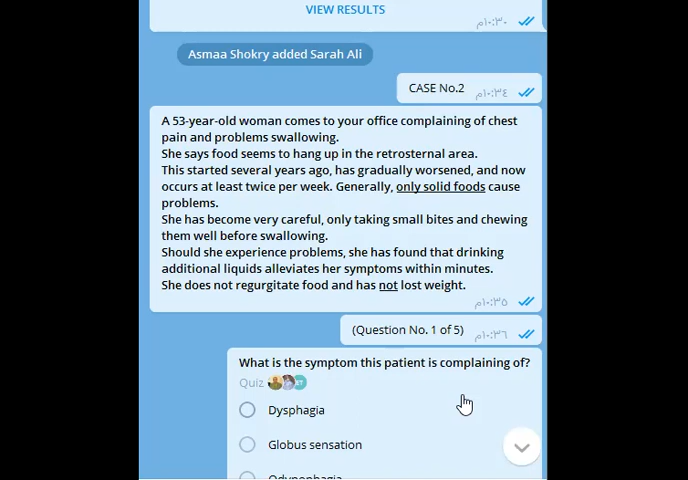 VIEW RESULTS
١٠:٣٠م
Asmaa Shokry added Sarah Ali
CASE No.2
١٠:٣٤م
A 53-year-old woman comes to your office complaining of chest
pain and problems swallowing.
She says food seems to hang up in the retrosternal area.
This started several years ago, has gradually worsened, and now
occurs at least twice per week. Generally, only solid foods cause
problems.
She has become very careful, only taking small bites and chewing
them well before swallowing.
Should she experience problems, she has found that drinking
additional liquids alleviates her symptoms within minutes.
She does not regurgitate food and has not lost weight.
١٠:٣٥م
(Question No. 1 of 5)
١٠:٣٦م
What is the symptom this patient is complaining of?
Quiz
Dysphagia
Globus sensation
Odynophagia